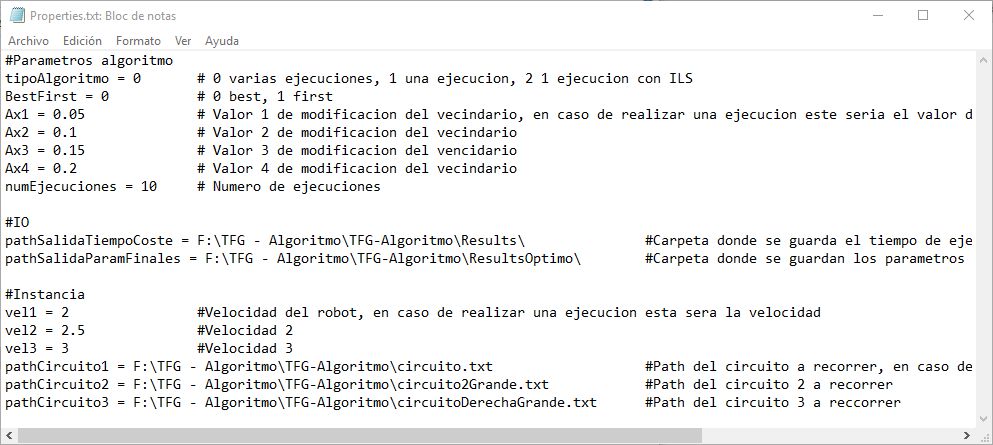 Properties.txt: Bloc de notas
Archivo Edición Formato Ver Ayuda
#Parametros algoritmo
tipoAlgoritmo = 0 # 0 varias ejecuciones, 1 una ejecucion, 2 1 ejecucion con ILS
BestFirst = 0 # 0 best, 1 first
Ax1 = 0.05 # Valor 1 de modificacion del vecindario, en caso de realizar una ejecucion este seria el valor d
Ax2 = 0.1 # Valor 2 de modificacion del vecindario
Ax3 = 0.15 # Valor 3 de modificacion del vencidario
Ax4 = 0.2 # Valor 4 de modificacion del vecindario
numEjecuciones = 10 # Numero de ejecuciones
#IO
pathSalidaTiempoCoste = F:\TFG - Algoritmo\TFG-Algoritmo\Results\ #Carpeta donde se guarda el tiempo de eje
pathSalidaParamFinales = F:\TFG - Algoritmo\TFG-Algoritmo\ResultsOptimo\ #Carpeta donde se guardan los parametros
#Instancia
vel1 = 2 #Velocidad del robot, en caso de realizar una ejecucion esta sera la velocidad
vel2 = 2.5 #Velocidad 2
vel3 = 3 #Velocidad 3
pathCircuito1 = F:\TFG - Algoritmo\TFG-Algoritmo\circuito.txt #Path del circuito a recorrer, en caso de
pathCircuito2 = F:\TFG - Algoritmo\TFG-Algoritmo\circuito2Grande.txt #Path del circuito 2 a recorrer
pathCircuito3 = F:\TFG - Algoritmo\TFG-Algoritmo\circuitoDerechaGrande.txt #Path del circuito 3 a reccorrer